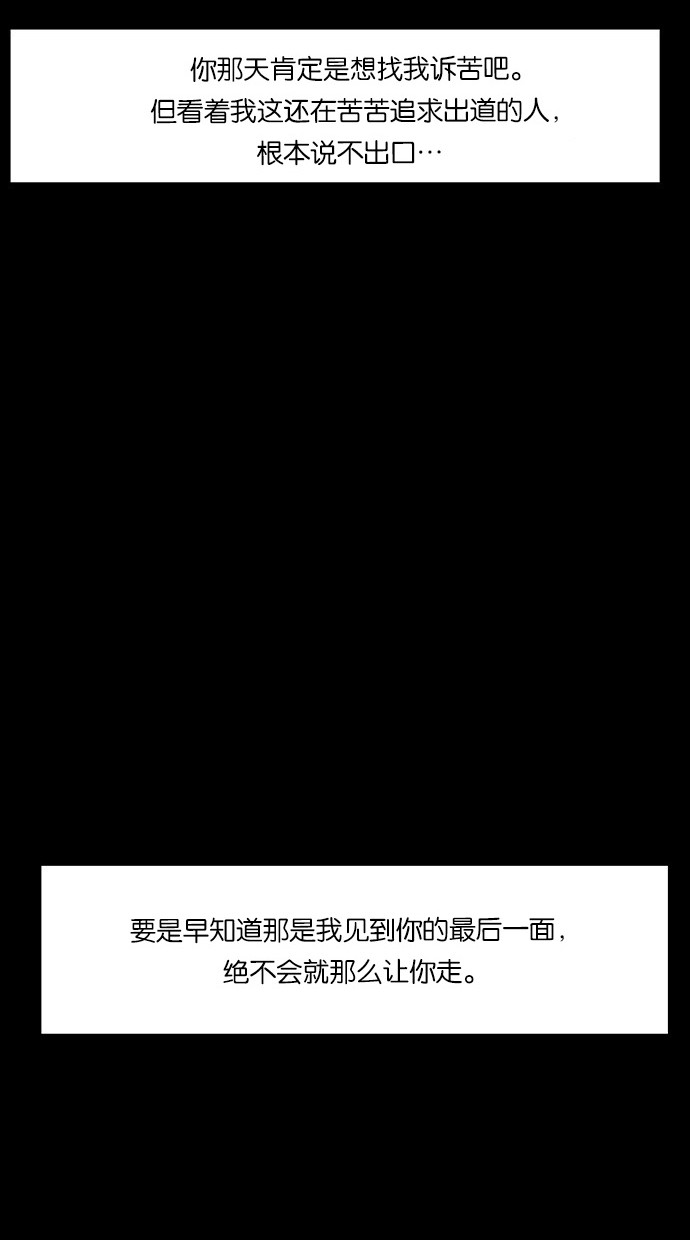 你那天肯定是想找我诉苦吧。
但看着我这还在苦苦追求出道的人，
根本说不出口…
要是早知道那是我见到你的最后一面，
绝不会就那么让你走。